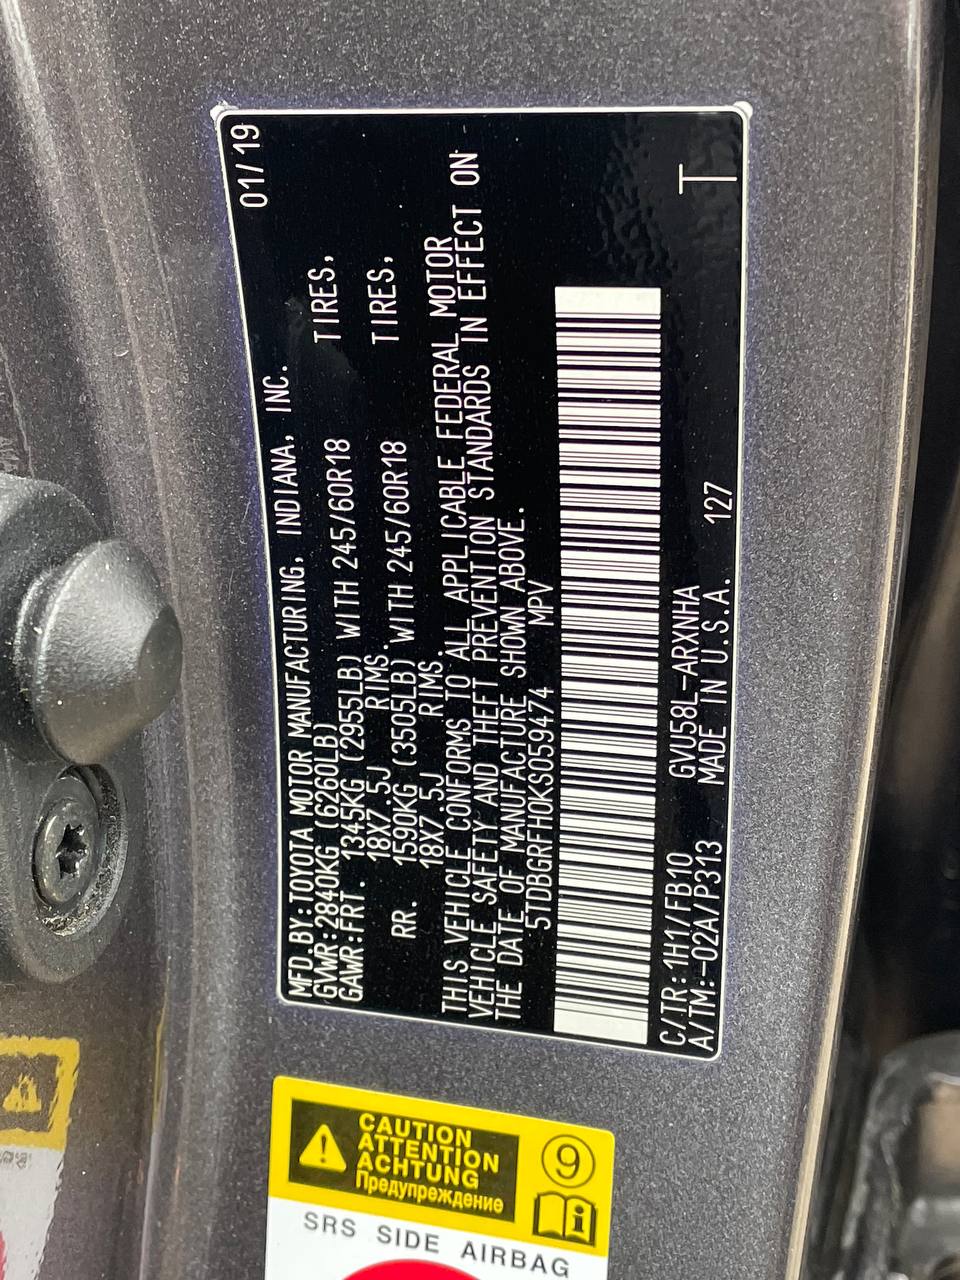 01/19
MFD.BY:TOYOTA MOTOR MANUFACTURING, INDIANA, INC.
GVWR:2840KG (6260LB)
GAWR:FRT. 1345KG (2955LB) WITH 245/60R18 TIRES,
18X7.5J RIMS.
RR. 1590KG (3505LB) WITH 245/60R18 TIRES,
18X7.5J RIMS.
THIS VEHICLE CONFORMS TO ALL APPLICABLE FEDERAL MOTOR
VEHICLE SAFETY AND THEFT PREVENTION STANDARDS IN EFFECT ON
THE DATE OF MANUFACTURE SHOWN ABOVE.
5TDBGRFH0KS059474 MPV
C/TR:1H1/FB10 GVU58L-ARXNHA
A/TM:-02A/P313 MADE IN U.S.A. 127
T
CAUTION
ATTENTION
ACHTUNG
Предупреждение
9
i
SRS SIDE AIRBAG